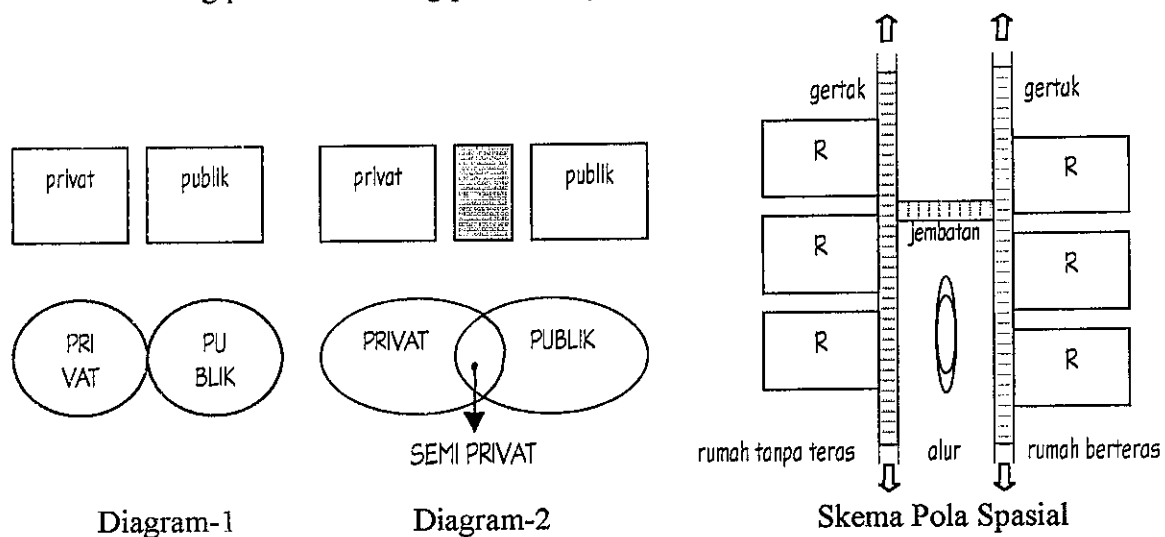 gertak
gertak
privat
publik
privat
publik
R
R
R
R
R
R
jembatan
PRI
VAT
PU
BLIK
PRIVAT
PUBLIK
SEMI PRIVAT
rumah tanpa teras
alur
rumah berteras
Diagram-1
Diagram-2
Skema Pola Spasial